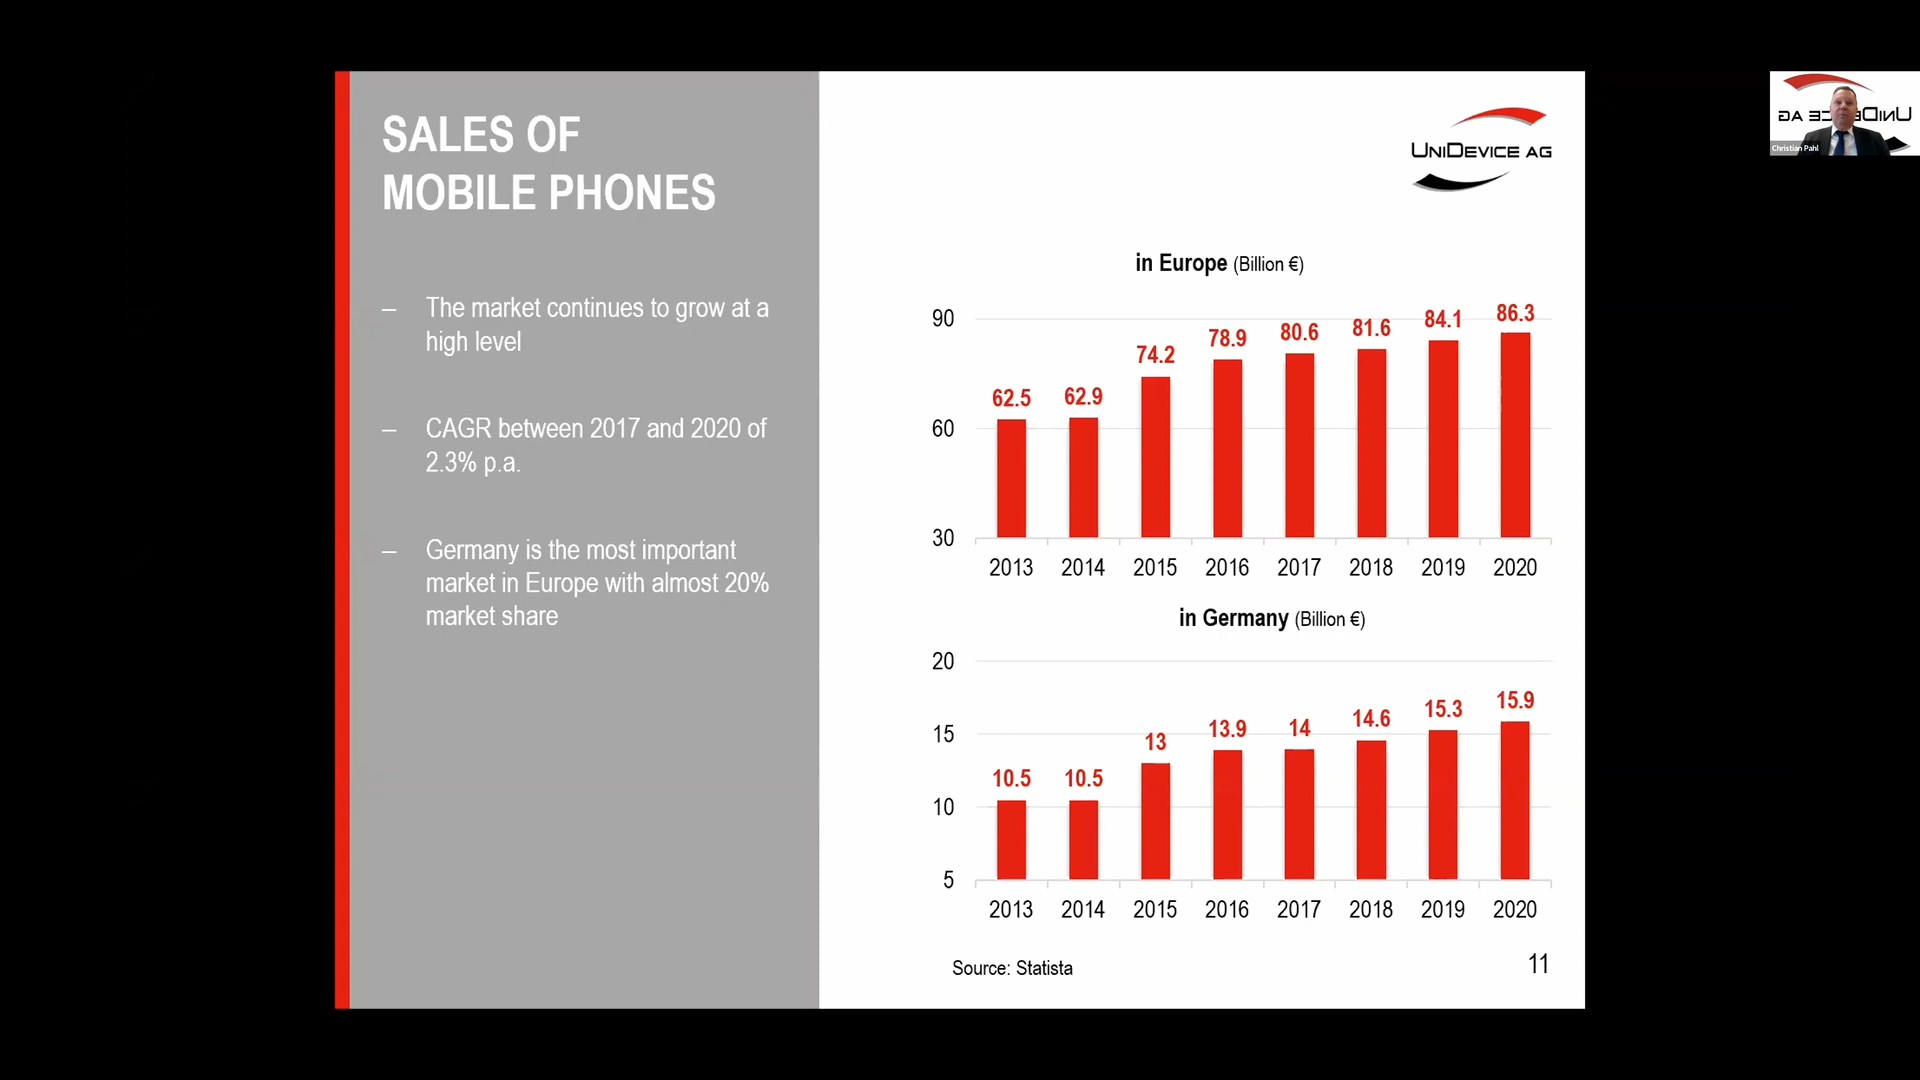 SALES OF
MOBILE PHONES
– The market continues to grow at a
high level
– CAGR between 2017 and 2020 of
2.3% p.a.
– Germany is the most important
market in Europe with almost 20%
market share
UNIDEVICE AG
in Europe (Billion €)
90
60
30
62.5 62.9 74.2 78.9 80.6 81.6 84.1 86.3
2013 2014 2015 2016 2017 2018 2019 2020
in Germany (Billion €)
20
15
10
5
10.5 10.5 13 13.9 14 14.6 15.3 15.9
2013 2014 2015 2016 2017 2018 2019 2020
Source: Statista
11
Christian Pahl